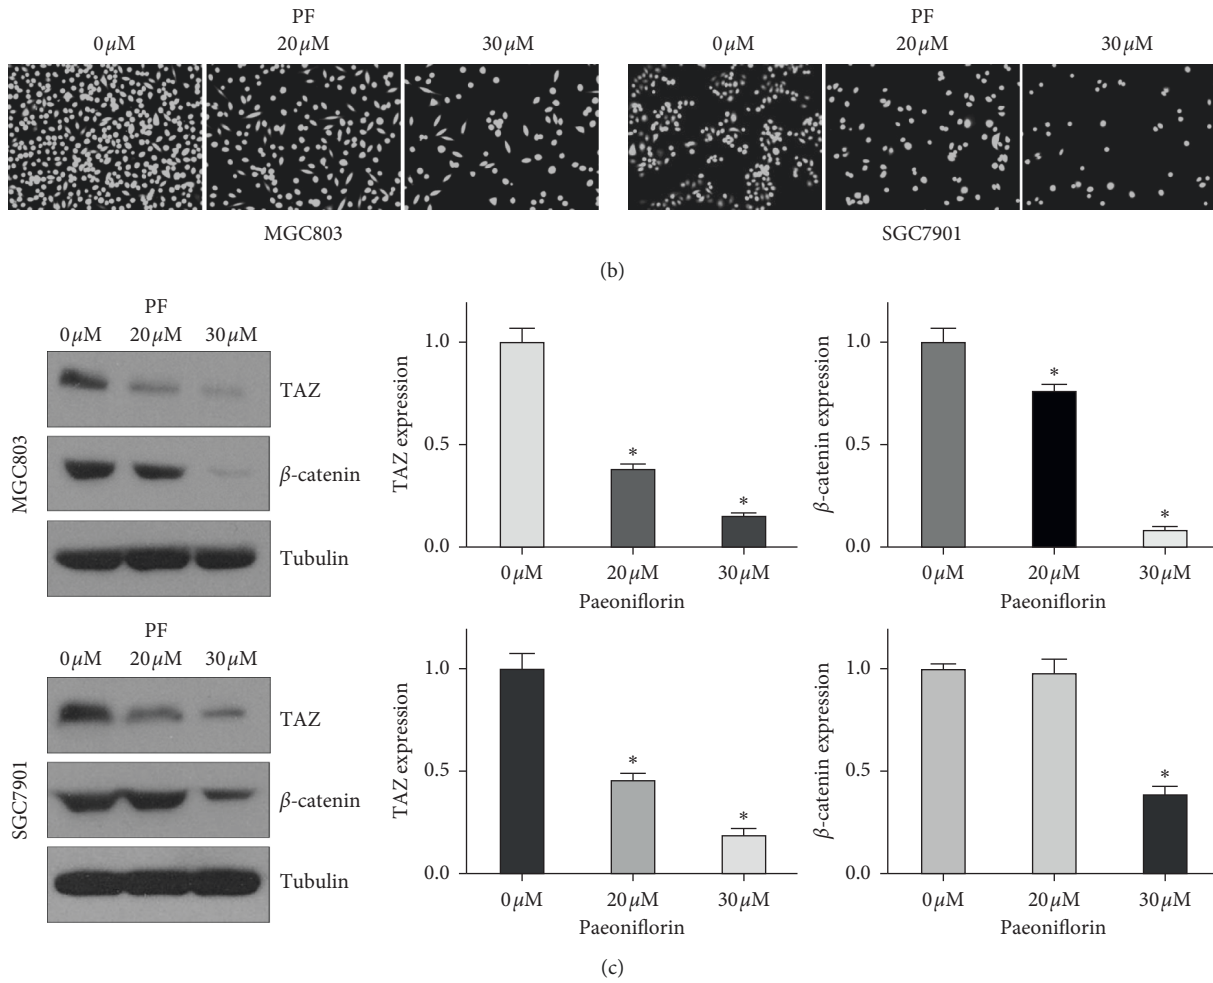 PF
0 μM 20 μM 30 μM
PF
0 μM 20 μM 30 μM
MGC803
SGC7901
(b)
PF
0 μM 20 μM 30 μM
TAZ
β-catenin
Tubulin
MGC803
1.0
0.5
0.0
TAZ expression
*
*
0 μM 20 μM 30 μM
Paeoniflorin
1.0
0.5
0.0
β-catenin expression
*
*
0 μM 20 μM 30 μM
Paeoniflorin
PF
0 μM 20 μM 30 μM
TAZ
β-catenin
Tubulin
SGC7901
1.0
0.5
0.0
TAZ expression
*
*
0 μM 20 μM 30 μM
Paeoniflorin
1.0
0.5
0.0
β-catenin expression
*
0 μM 20 μM 30 μM
Paeoniflorin
(c)